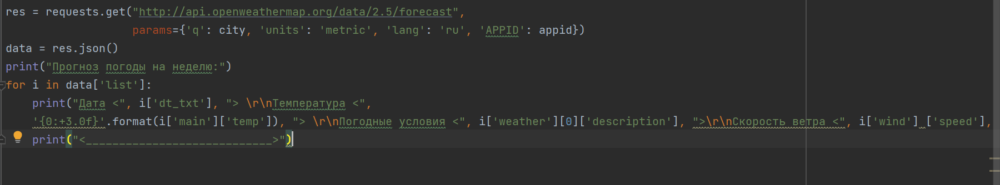 res = requests.get("http://api.openweathermap.org/data/2.5/forecast",
                   params={'q': city, 'units': 'metric', 'lang': 'ru', 'APPID': appid})
data = res.json()
print("Прогноз погоды на неделю:")
for i in data['list']:
    print("Дата <", i['dt_txt'], "> \r\nТемпература <",
    '{0:+3.0f}'.format(i['main']['temp']), "> \r\nПогодные условия <", i['weather'][0]['description'], ">\r\nСкорость ветра <", i['wind'] ['speed'],
    print("<____________________________>")